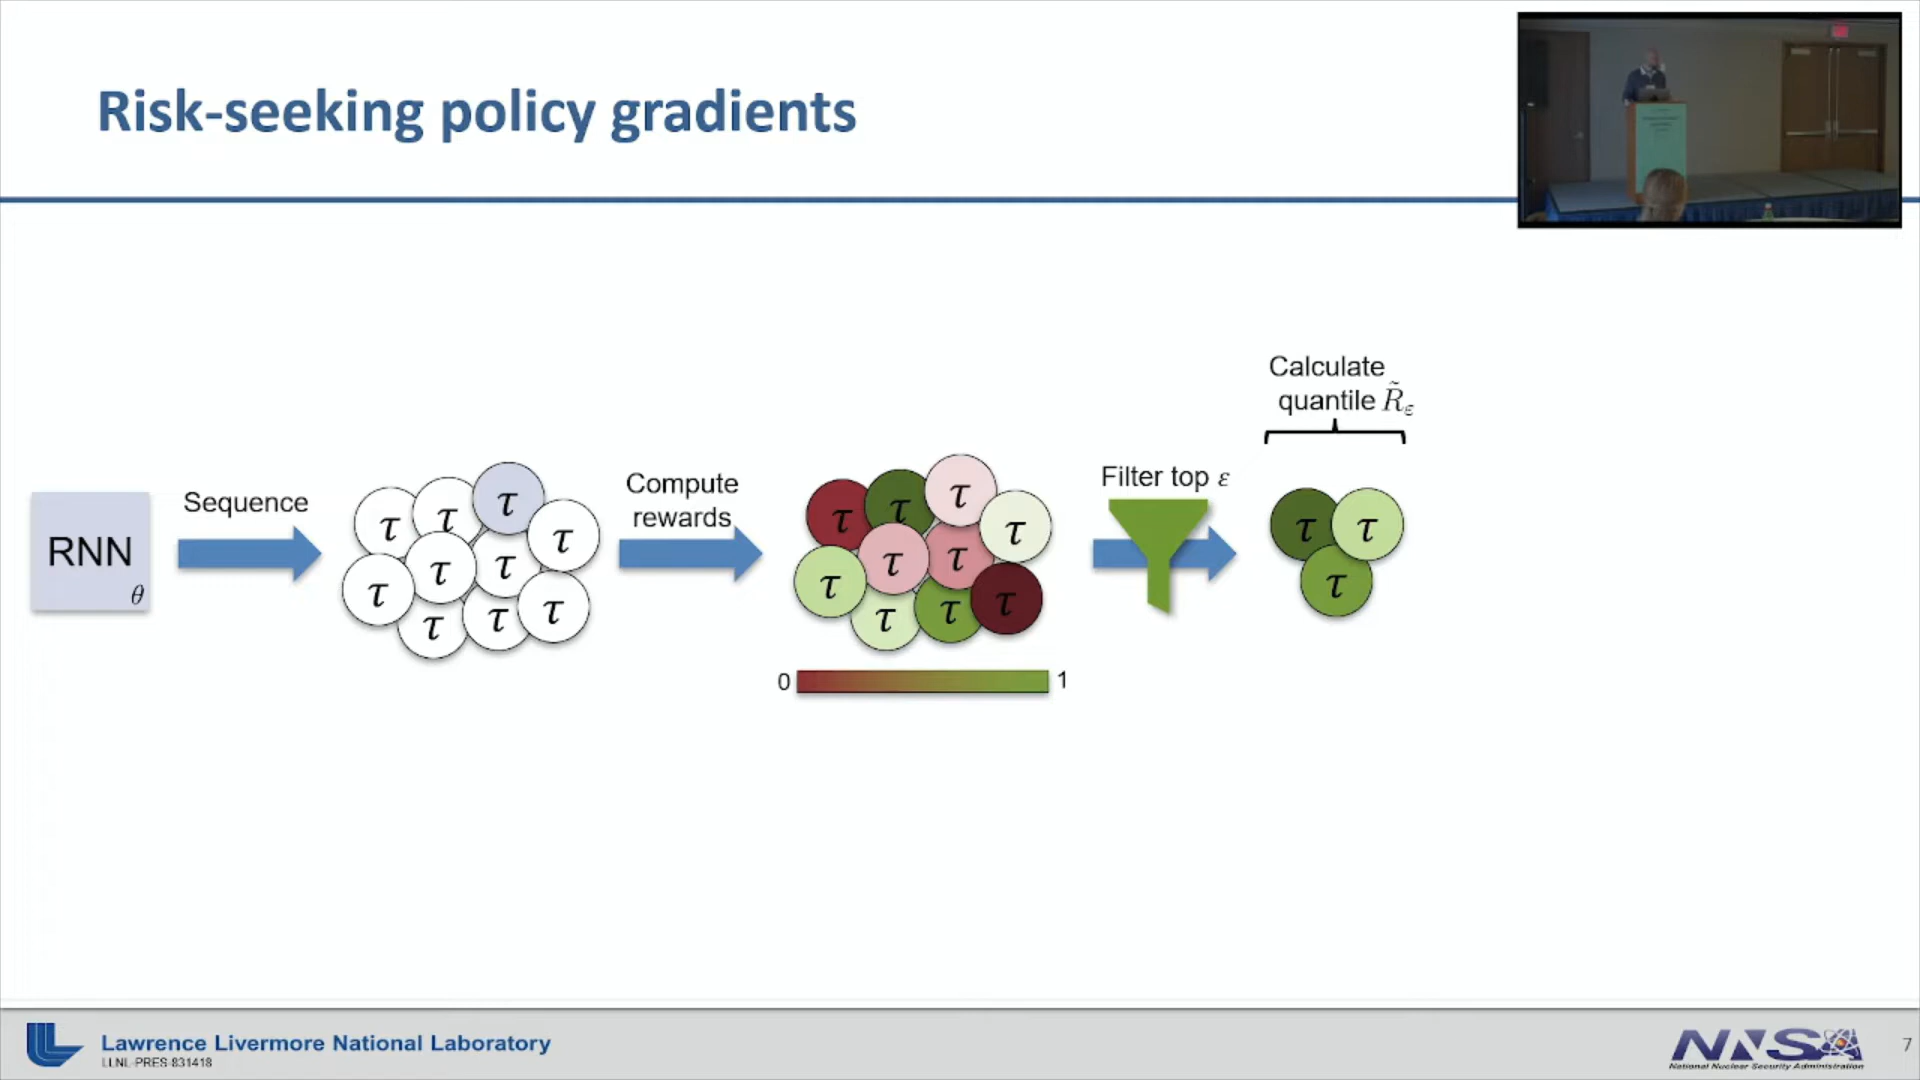 Risk-seeking policy gradients
Calculate
quantile R̃ε
RNN
θ
Sequence
τ τ τ τ τ τ τ τ τ τ τ
Compute
rewards
τ τ τ τ τ τ τ τ τ τ τ
0 1
Filter top ε
τ τ τ
Lawrence Livermore National Laboratory
LLNL-PRES-831418
NNSA
National Nuclear Security Administration
7